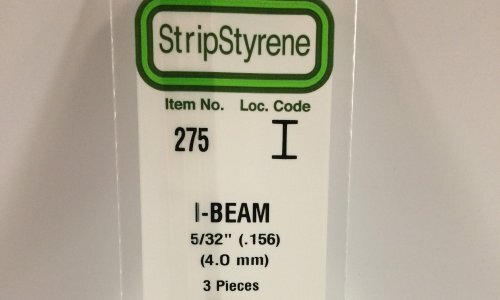 StripStyrene
Item No. Loc. Code
275 I
I-BEAM
5/32" (.156)
(4.0 mm)
3 Pieces